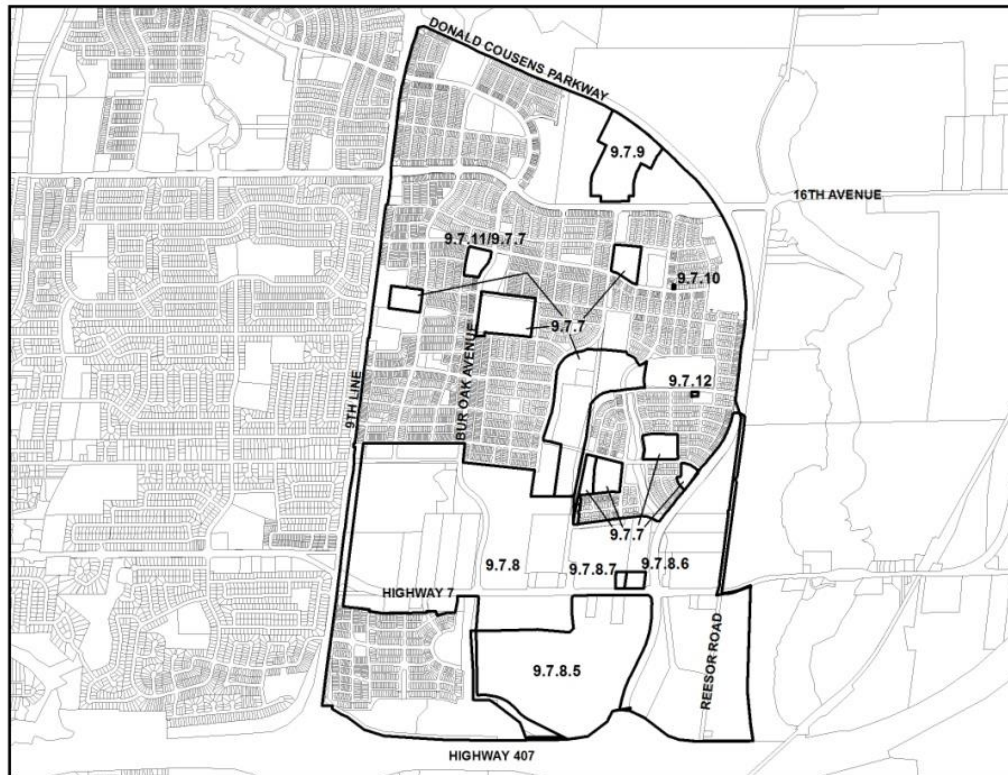 DONALD COUSENS PARKWAY
9.7.9
16TH AVENUE
9.7.11/9.7.7
9.7.10
9.7.7
BUR OAK AVENUE
9.7.12
9TH LINE
9.7.7
9.7.8
9.7.8.7
9.7.8.6
HIGHWAY 7
REESOR ROAD
9.7.8.5
HIGHWAY 407